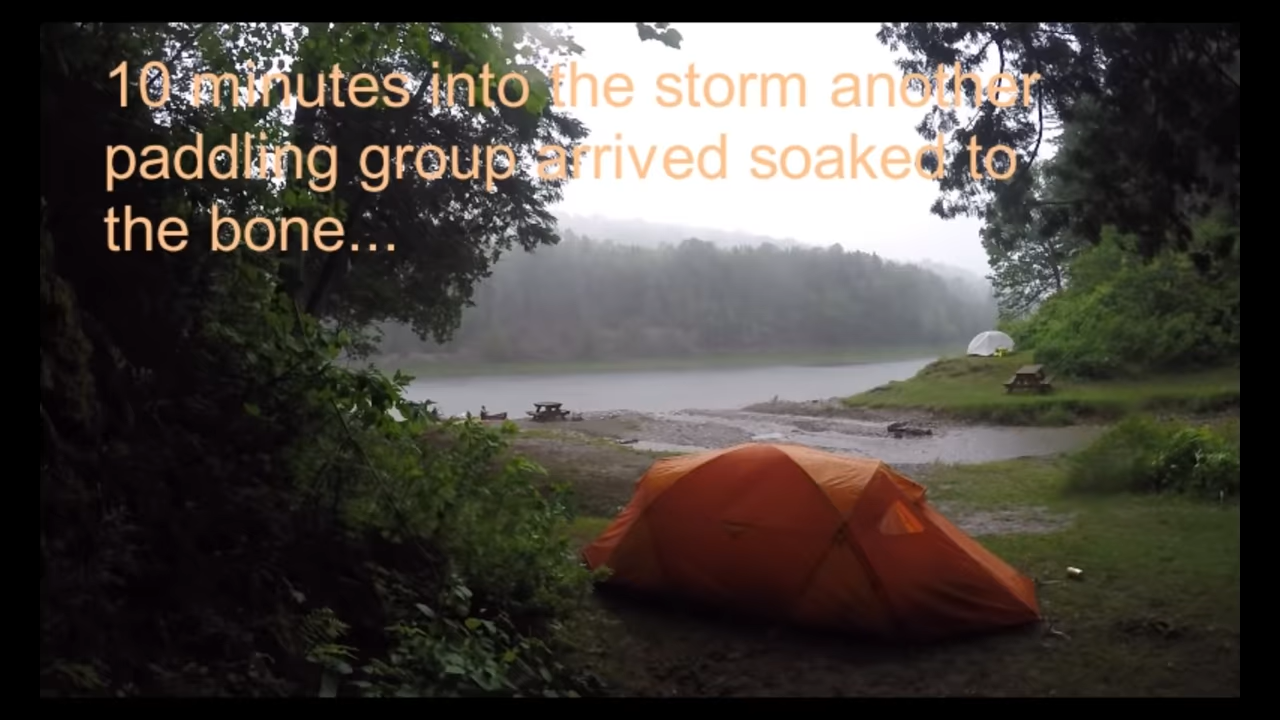 10 minutes into the storm another
paddling group arrived soaked to
the bone...